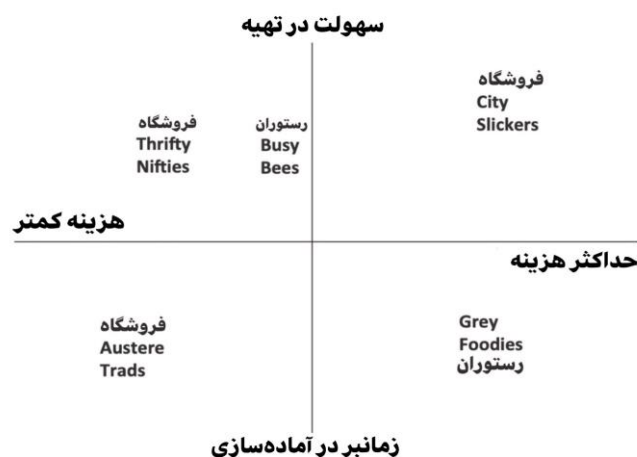 سهولت در تهیه
فروشگاه
City
Slickers
فروشگاه
Thrifty
Nifties
رستوران
Busy
Bees
هزینه کمتر
حداکثر هزینه
فروشگاه
Austere
Trads
Grey
Foodies
رستوران
زمانبر در آماده‌سازی